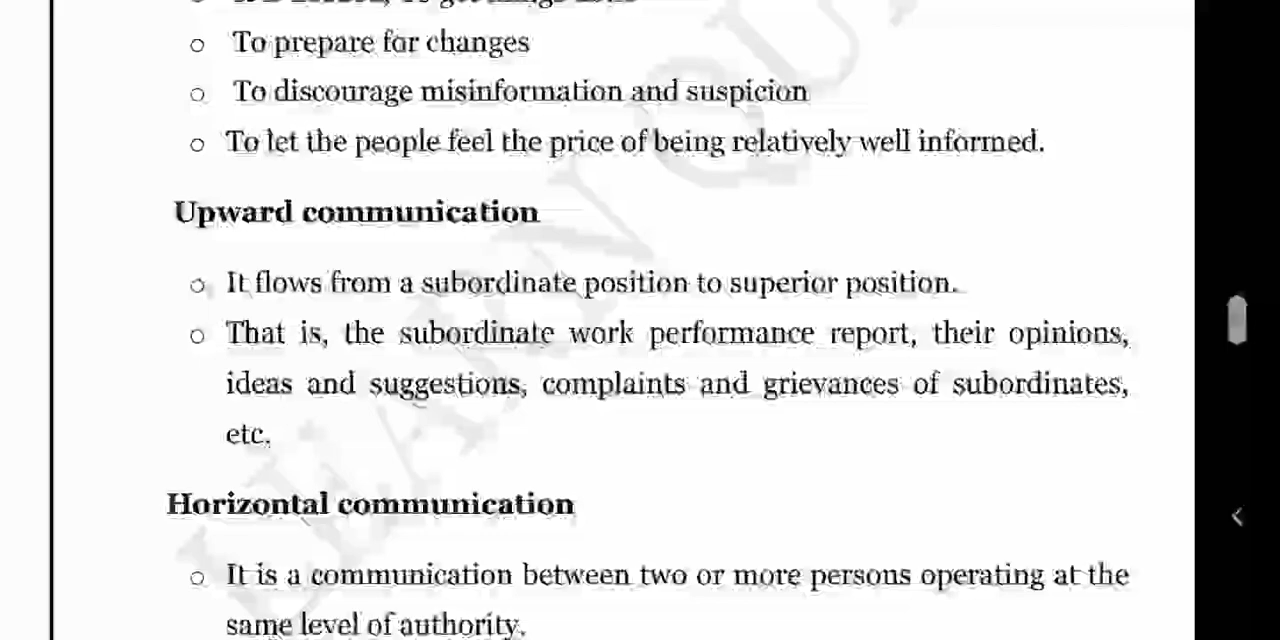 To prepare for changes
To discourage misinformation and suspicion
To let the people feel the price of being relatively well informed.
Upward communication
It flows from a subordinate position to superior position.
That is, the subordinate work performance report, their opinions,
ideas and suggestions, complaints and grievances of subordinates,
etc.
Horizontal communication
It is a communication between two or more persons operating at the
same level of authority.